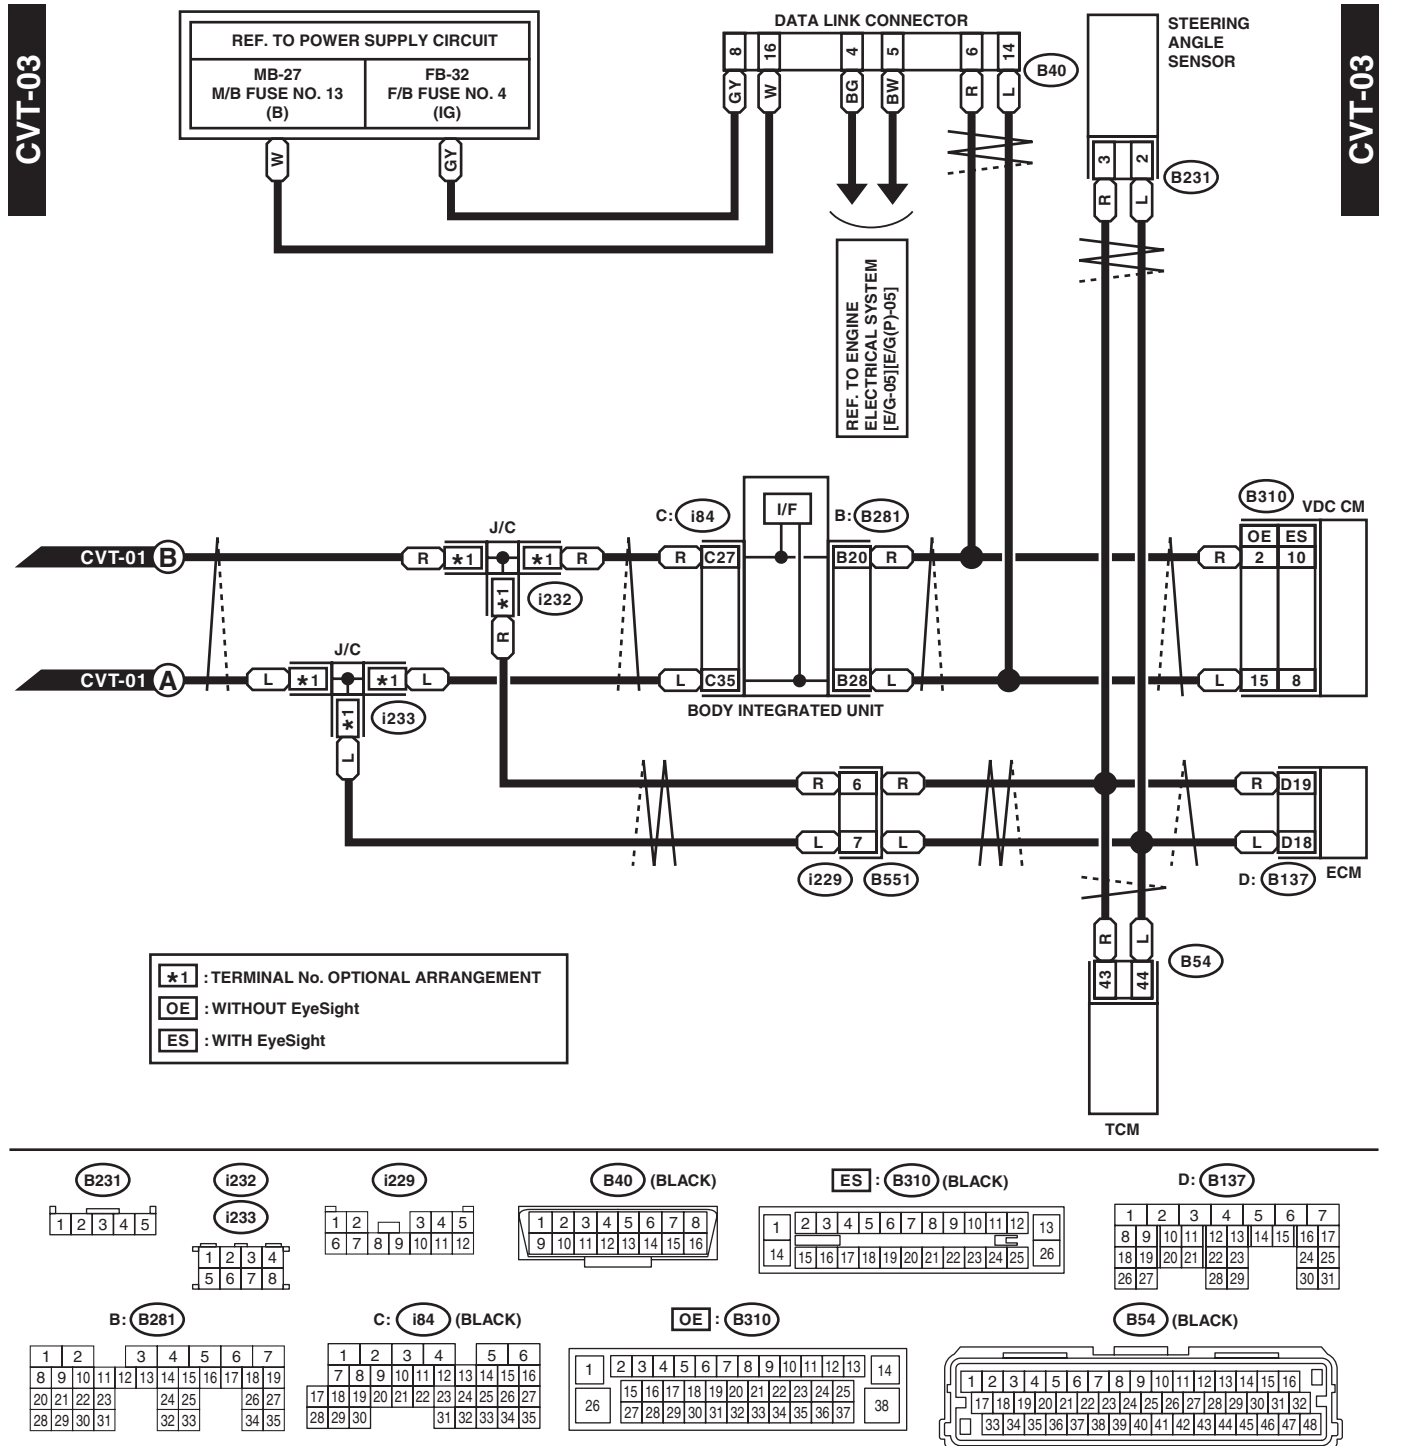 CVT-03
CVT-03
REF. TO POWER SUPPLY CIRCUIT
MB-27
M/B FUSE NO. 13
(B)
FB-32
F/B FUSE NO. 4
(IG)
W
GY
DATA LINK CONNECTOR
8 16 4 5 6 14
GY W BG BW R L
B40
STEERING
ANGLE
SENSOR
3 2
B231
R L
REF. TO ENGINE
ELECTRICAL SYSTEM
[E/G-05][E/G(P)-05]
CVT-01 B
R *1
J/C
*1 R
*1
i232
R
C: i84
R C27
I/F
B: B281
B20 R
B310
VDC CM
OE ES
R 2 10
CVT-01 A
L *1
J/C
*1 L
*1
i233
L
L C35
B28 L
BODY INTEGRATED UNIT
L 15 8
R 6 R
L 7 L
i229 B551
R D19
L D18
D: B137
ECM
R L
B54
43 44
TCM
*1 : TERMINAL No. OPTIONAL ARRANGEMENT
OE : WITHOUT EyeSight
ES : WITH EyeSight
B231
1 2 3 4 5
i232
i233
1 2 3 4
5 6 7 8
i229
1 2 3 4 5
6 7 8 9 10 11 12
B40 (BLACK)
1 2 3 4 5 6 7 8
9 10 11 12 13 14 15 16
ES : B310 (BLACK)
1 2 3 4 5 6 7 8 9 10 11 12 13
14 15 16 17 18 19 20 21 22 23 24 25 26
D: B137
1 2 3 4 5 6 7
8 9 10 11 12 13 14 15 16 17
18 19 20 21 22 23 24 25
26 27 28 29 30 31
B: B281
1 2 3 4 5 6 7
8 9 10 11 12 13 14 15 16 17 18 19
20 21 22 23 24 25 26 27
28 29 30 31 32 33 34 35
C: i84 (BLACK)
1 2 3 4 5 6
7 8 9 10 11 12 13 14 15 16
17 18 19 20 21 22 23 24 25 26 27
28 29 30 31 32 33 34 35
OE : B310
1 2 3 4 5 6 7 8 9 10 11 12 13 14
15 16 17 18 19 20 21 22 23 24 25
26 27 28 29 30 31 32 33 34 35 36 37 38
B54 (BLACK)
1 2 3 4 5 6 7 8 9 10 11 12 13 14 15 16
17 18 19 20 21 22 23 24 25 26 27 28 29 30 31 32
33 34 35 36 37 38 39 40 41 42 43 44 45 46 47 48